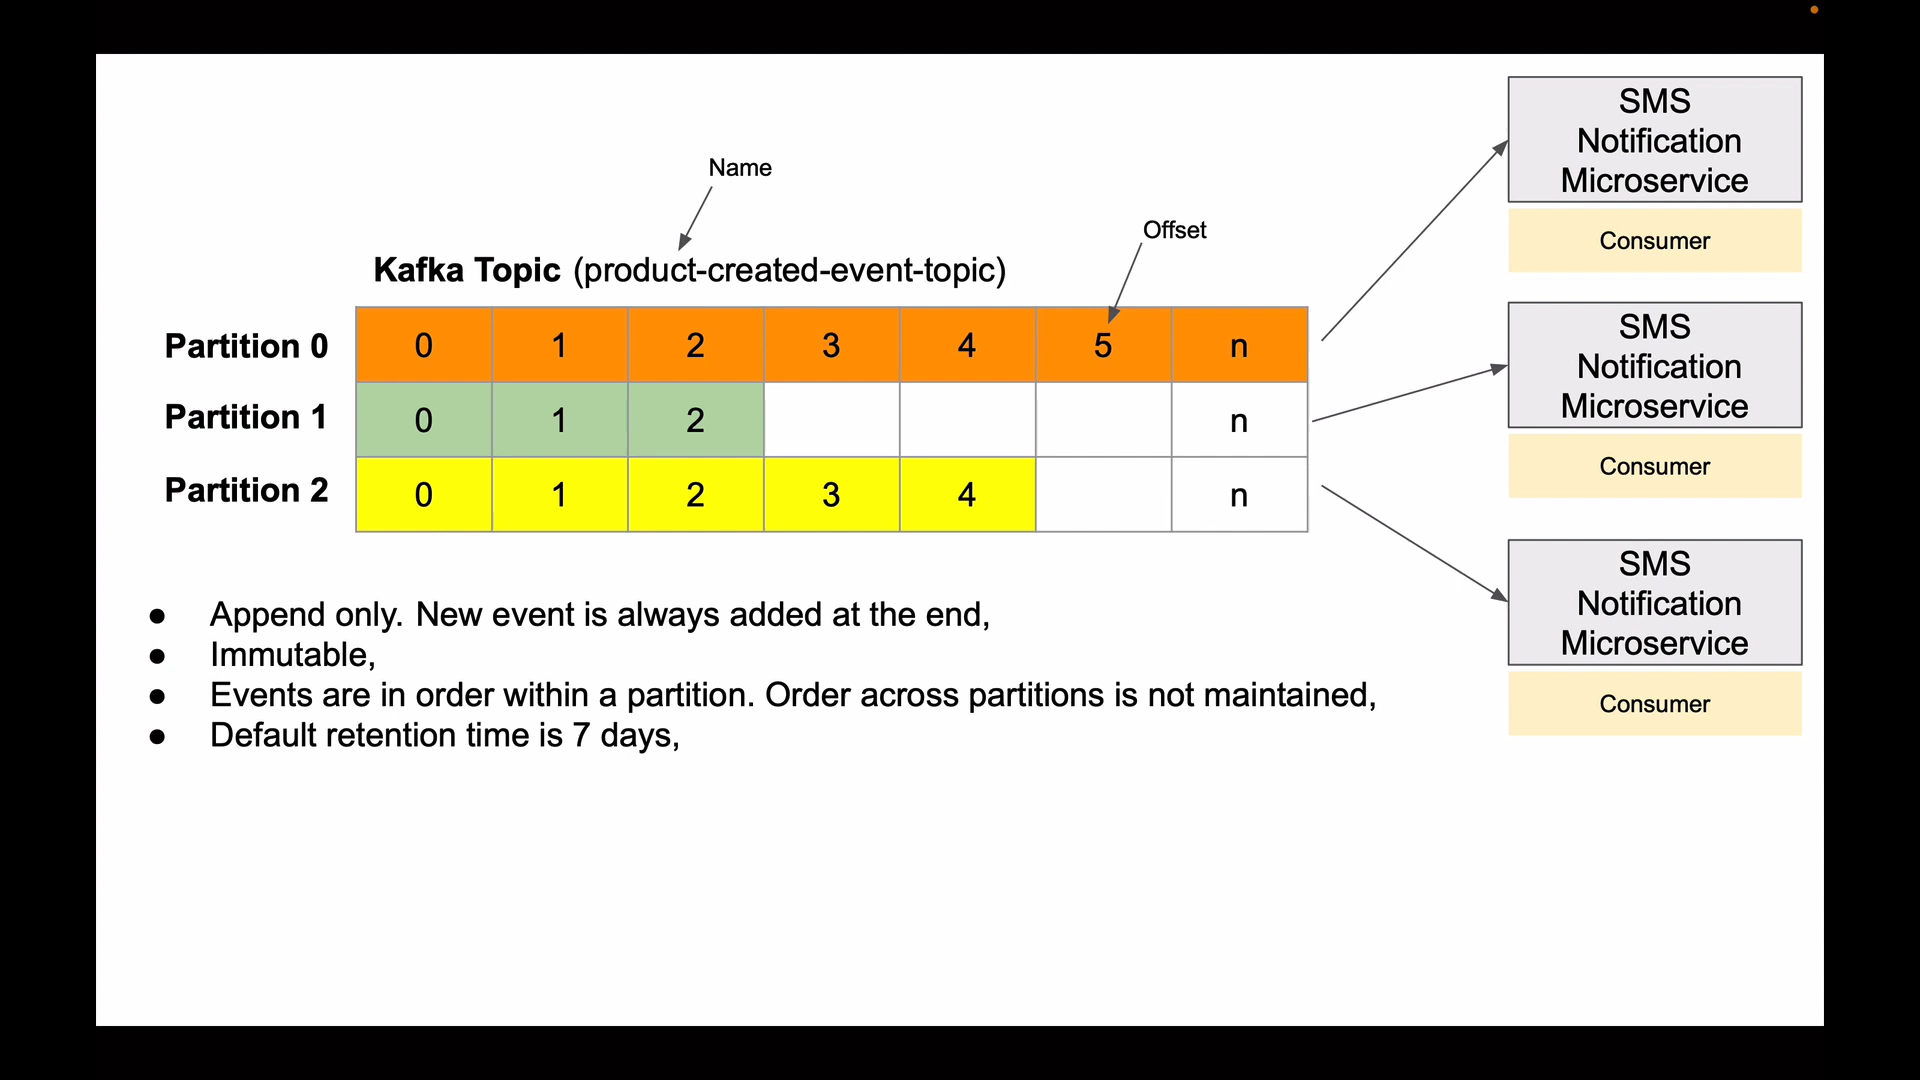 Name
Offset
Kafka Topic (product-created-event-topic)
Partition 0
0 1 2 3 4 5 n
Partition 1
0 1 2 n
Partition 2
0 1 2 3 4 n
SMS
Notification
Microservice
Consumer
SMS
Notification
Microservice
Consumer
SMS
Notification
Microservice
Consumer
● Append only. New event is always added at the end,
● Immutable,
● Events are in order within a partition. Order across partitions is not maintained,
● Default retention time is 7 days,